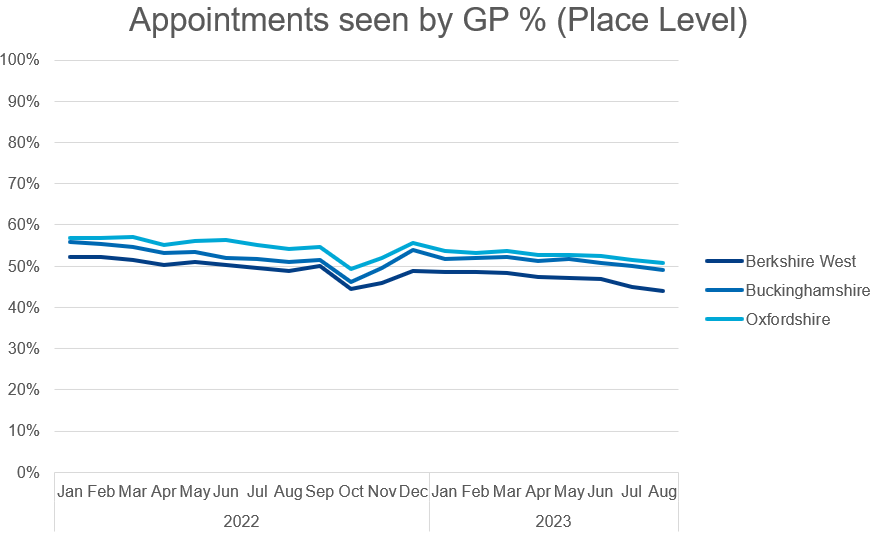 Appointments seen by GP % (Place Level)
100%
90%
80%
70%
60%
50%
40%
30%
20%
10%
0%
Jan Feb Mar Apr May Jun Jul Aug Sep Oct Nov Dec Jan Feb Mar Apr May Jun Jul Aug
2022 2023
Berkshire West
Buckinghamshire
Oxfordshire